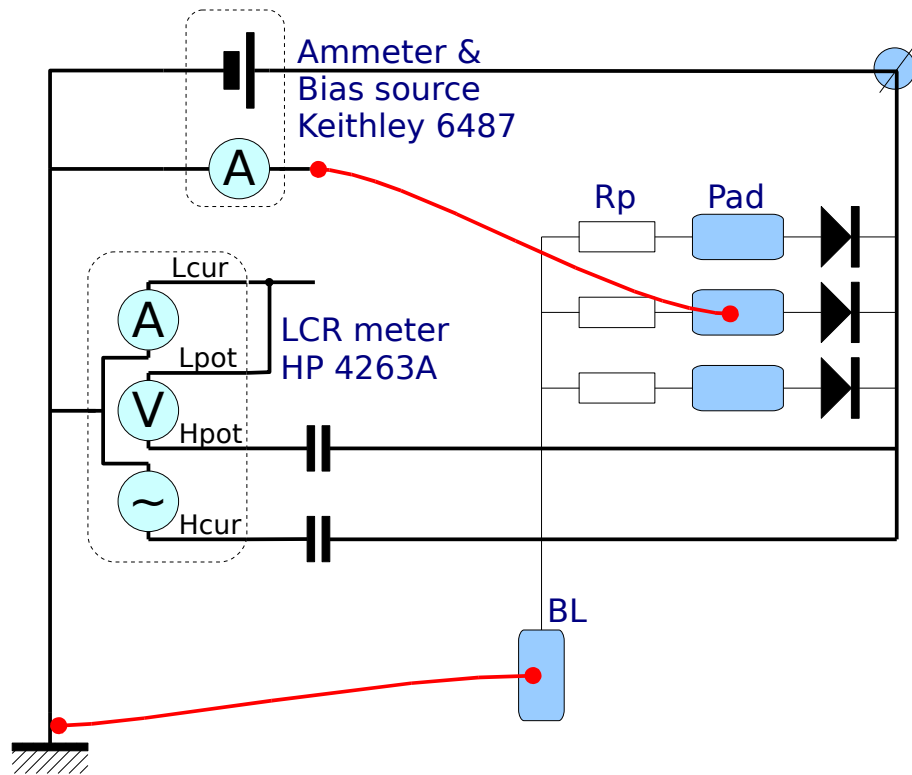 Ammeter &
Bias source
Keithley 6487
A
Rp
Pad
Lcur
A
LCR meter
HP 4263A
Lpot
V
Hpot
~
Hcur
BL